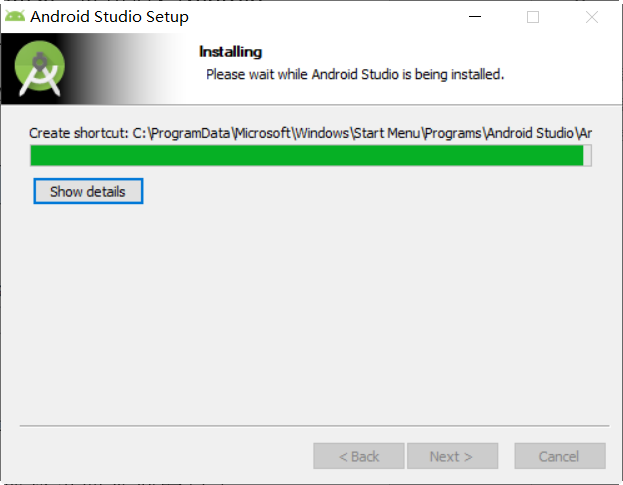 Android Studio Setup
Installing
Please wait while Android Studio is being installed.
Create shortcut: C:\ProgramData\Microsoft\Windows\Start Menu\Programs\Android Studio\Ar
Show details
< Back
Next >
Cancel